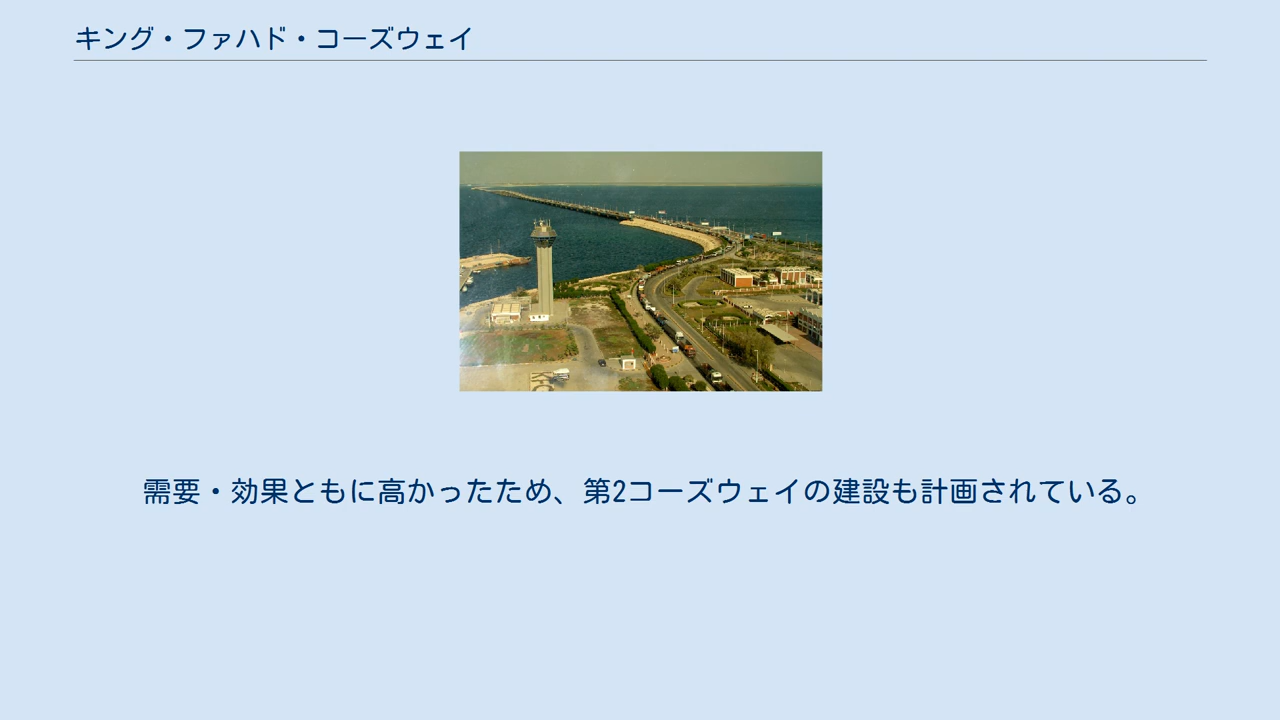 キング・ファハド・コーズウェイ
需要・効果ともに高かったため、第2コーズウェイの建設も計画されている。